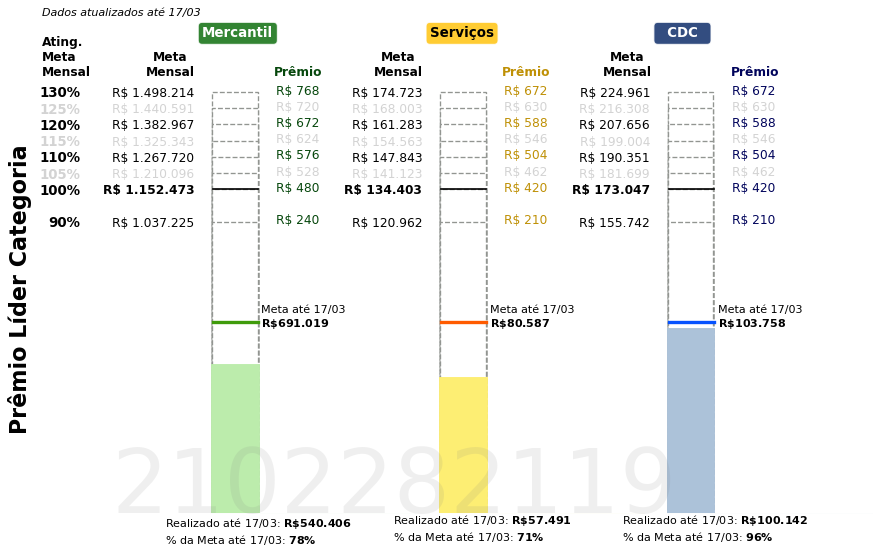 Dados atualizados até 17/03
Mercantil Serviços CDC
Ating. Meta Mensal Meta Mensal Prêmio Meta Mensal Prêmio Meta Mensal Prêmio
130% R$ 1.498.214 R$ 768 R$ 174.723 R$ 672 R$ 224.961 R$ 672
125% R$ 1.440.591 R$ 720 R$ 168.003 R$ 630 R$ 216.308 R$ 630
120% R$ 1.382.967 R$ 672 R$ 161.283 R$ 588 R$ 207.656 R$ 588
115% R$ 1.325.343 R$ 624 R$ 154.563 R$ 546 R$ 199.004 R$ 546
110% R$ 1.267.720 R$ 576 R$ 147.843 R$ 504 R$ 190.351 R$ 504
105% R$ 1.210.096 R$ 528 R$ 141.123 R$ 462 R$ 181.699 R$ 462
100% R$ 1.152.473 R$ 480 R$ 134.403 R$ 420 R$ 173.047 R$ 420
90% R$ 1.037.225 R$ 240 R$ 120.962 R$ 210 R$ 155.742 R$ 210
Prêmio Líder Categoria
Meta até 17/03 Meta até 17/03 Meta até 17/03
R$691.019 R$80.587 R$103.758
2102282119
Realizado até 17/03: R$540.406 Realizado até 17/03: R$57.491 Realizado até 17/03: R$100.142
% da Meta até 17/03: 78% % da Meta até 17/03: 71% % da Meta até 17/03: 96%